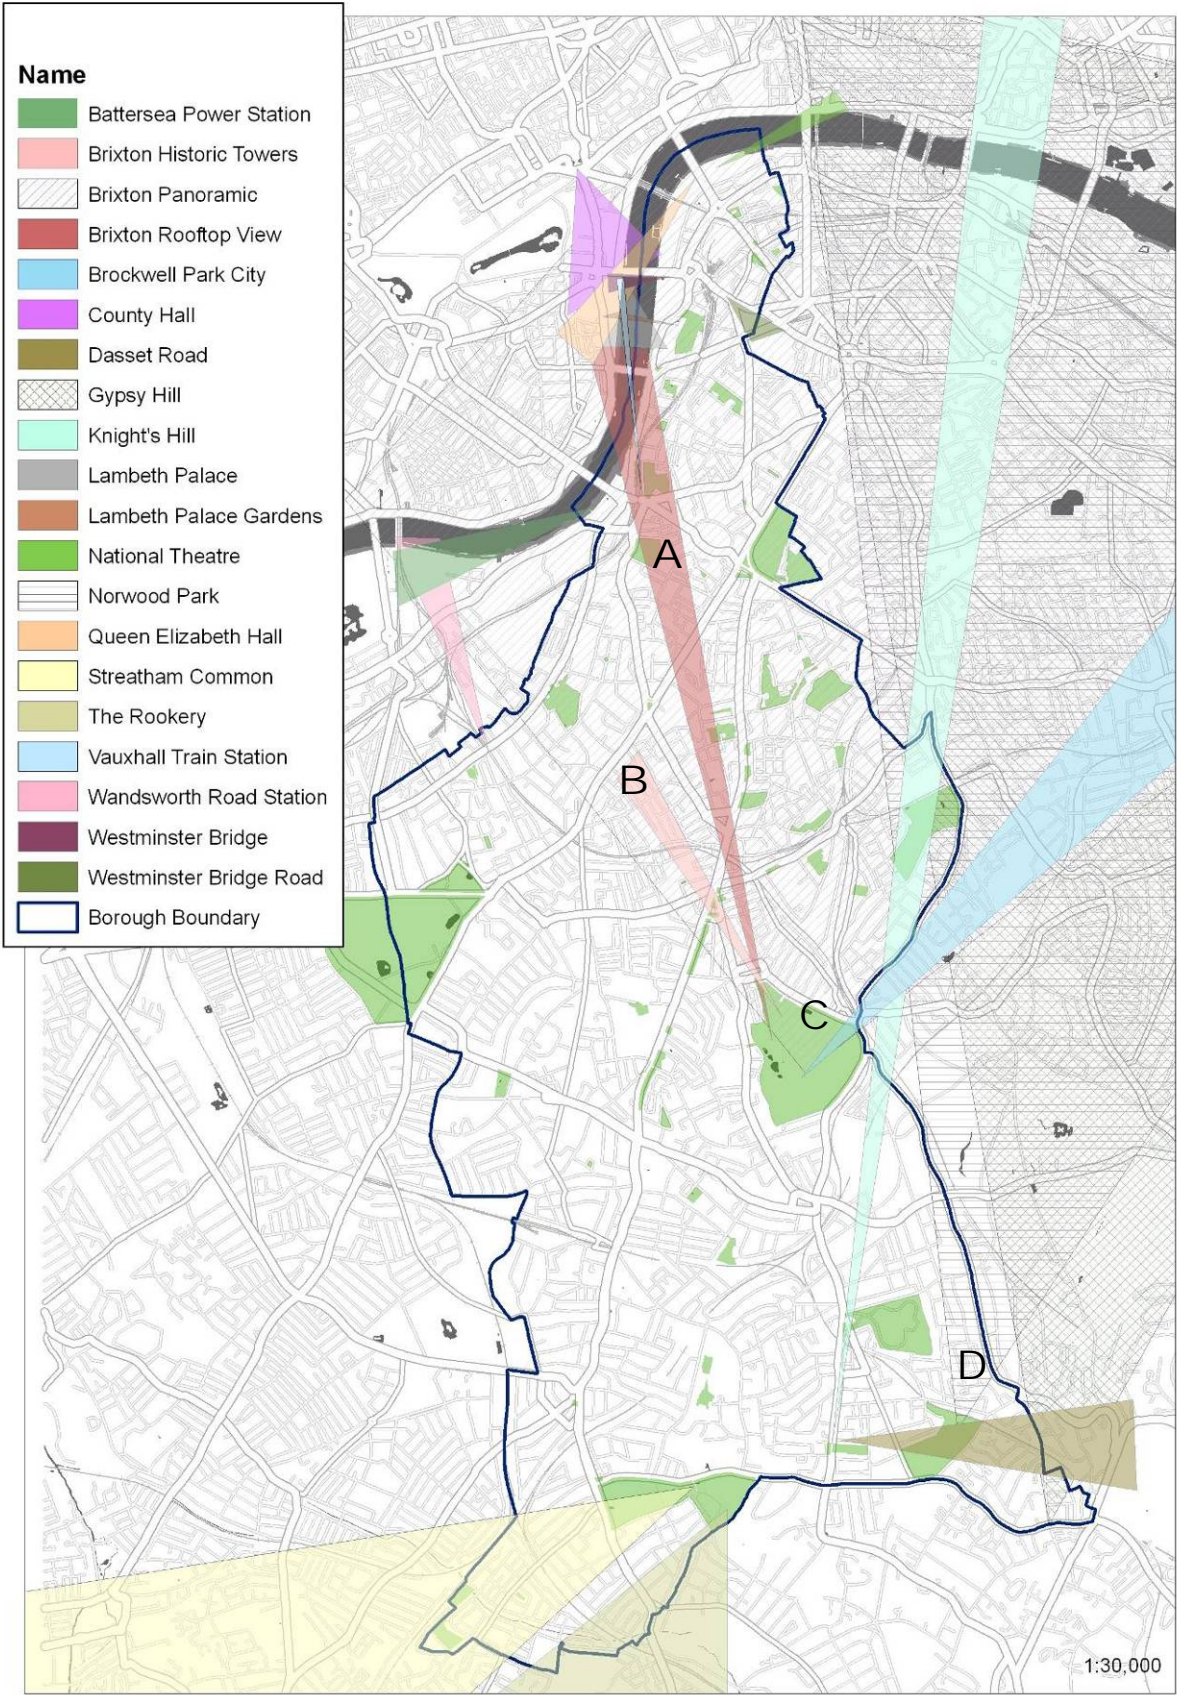 Name
Battersea Power Station
Brixton Historic Towers
Brixton Panoramic
Brixton Rooftop View
Brockwell Park City
County Hall
Dasset Road
Gypsy Hill
Knight's Hill
Lambeth Palace
Lambeth Palace Gardens
National Theatre
Norwood Park
Queen Elizabeth Hall
Streatham Common
The Rookery
Vauxhall Train Station
Wandsworth Road Station
Westminster Bridge
Westminster Bridge Road
Borough Boundary
A
B
C
D
1:30,000